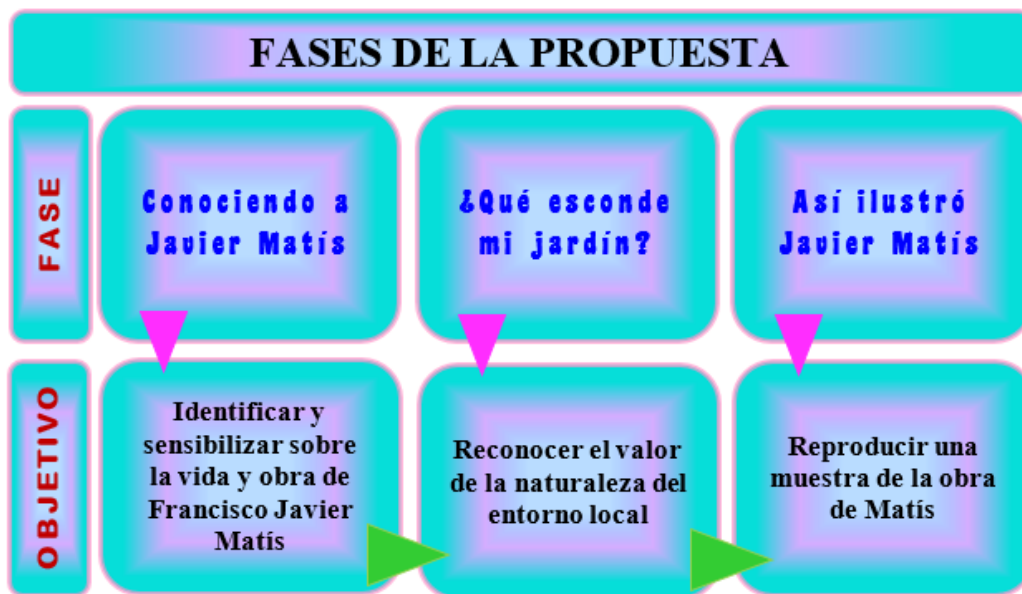 FASES DE LA PROPUESTA
FASE
Conociendo a
Javier Matís
¿Qué esconde
mi jardín?
Así ilustró
Javier Matís
OBJETIVO
Identificar y
sensibilizar sobre
la vida y obra de
Francisco Javier
Matís
Reconocer el valor
de la naturaleza del
entorno local
Reproducir una
muestra de la obra
de Matís